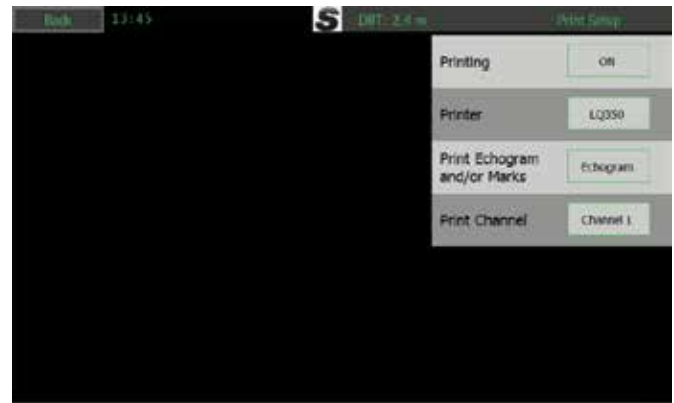 Back 13:45 S DBT: 2.4 m Print Setup
Printing ON
Printer LQ350
Print Echogram Echogram
and/or Marks
Print Channel Channel 1